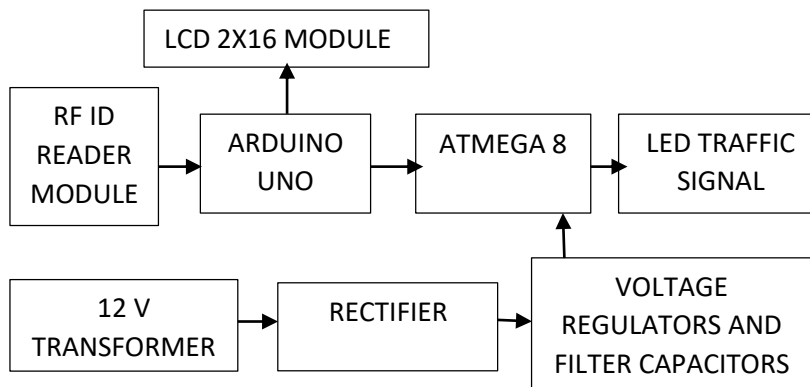 LCD 2X16 MODULE
RF ID
READER
MODULE
ARDUINO
UNO
ATMEGA 8
LED TRAFFIC
SIGNAL
12 V
TRANSFORMER
RECTIFIER
VOLTAGE
REGULATORS AND
FILTER CAPACITORS